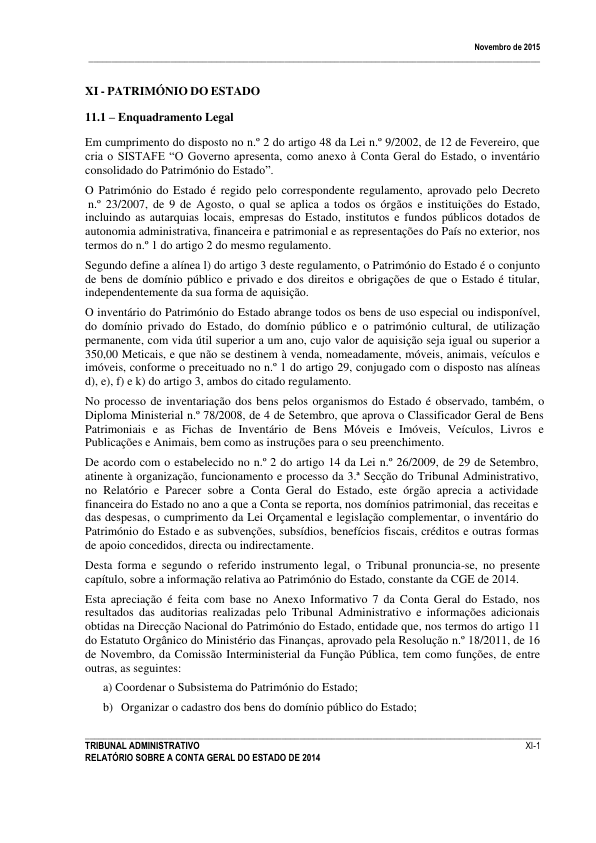 Novembro de 2015
XI - PATRIMÓNIO DO ESTADO
11.1 – Enquadramento Legal
Em cumprimento do disposto no n.º 2 do artigo 48 da Lei n.º 9/2002, de 12 de Fevereiro, que
cria o SISTAFE “O Governo apresenta, como anexo à Conta Geral do Estado, o inventário
consolidado do Património do Estado”.
O Património do Estado é regido pelo correspondente regulamento, aprovado pelo Decreto
n.º 23/2007, de 9 de Agosto, o qual se aplica a todos os órgãos e instituições do Estado,
incluindo as autarquias locais, empresas do Estado, institutos e fundos públicos dotados de
autonomia administrativa, financeira e patrimonial e as representações do País no exterior, nos
termos do n.º 1 do artigo 2 do mesmo regulamento.
Segundo define a alínea l) do artigo 3 deste regulamento, o Património do Estado é o conjunto
de bens de domínio público e privado e dos direitos e obrigações de que o Estado é titular,
independentemente da sua forma de aquisição.
O inventário do Património do Estado abrange todos os bens de uso especial ou indisponível,
do domínio privado do Estado, do domínio público e o património cultural, de utilização
permanente, com vida útil superior a um ano, cujo valor de aquisição seja igual ou superior a
350,00 Meticais, e que não se destinem à venda, nomeadamente, móveis, animais, veículos e
imóveis, conforme o preceituado no n.º 1 do artigo 29, conjugado com o disposto nas alíneas
d), e), f) e k) do artigo 3, ambos do citado regulamento.
No processo de inventariação dos bens pelos organismos do Estado é observado, também, o
Diploma Ministerial n.º 78/2008, de 4 de Setembro, que aprova o Classificador Geral de Bens
Patrimoniais e as Fichas de Inventário de Bens Móveis e Imóveis, Veículos, Livros e
Publicações e Animais, bem como as instruções para o seu preenchimento.
De acordo com o estabelecido no n.º 2 do artigo 14 da Lei n.º 26/2009, de 29 de Setembro,
atinente à organização, funcionamento e processo da 3.ª Secção do Tribunal Administrativo,
no Relatório e Parecer sobre a Conta Geral do Estado, este órgão aprecia a actividade
financeira do Estado no ano a que a Conta se reporta, nos domínios patrimonial, das receitas e
das despesas, o cumprimento da Lei Orçamental e legislação complementar, o inventário do
Património do Estado e as subvenções, subsídios, benefícios fiscais, créditos e outras formas
de apoio concedidos, directa ou indirectamente.
Desta forma e segundo o referido instrumento legal, o Tribunal pronuncia-se, no presente
capítulo, sobre a informação relativa ao Património do Estado, constante da CGE de 2014.
Esta apreciação é feita com base no Anexo Informativo 7 da Conta Geral do Estado, nos
resultados das auditorias realizadas pelo Tribunal Administrativo e informações adicionais
obtidas na Direcção Nacional do Património do Estado, entidade que, nos termos do artigo 11
do Estatuto Orgânico do Ministério das Finanças, aprovado pela Resolução n.º 18/2011, de 16
de Novembro, da Comissão Interministerial da Função Pública, tem como funções, de entre
outras, as seguintes:
a) Coordenar o Subsistema do Património do Estado;
b) Organizar o cadastro dos bens do domínio público do Estado;
TRIBUNAL ADMINISTRATIVO XI-1
RELATÓRIO SOBRE A CONTA GERAL DO ESTADO DE 2014